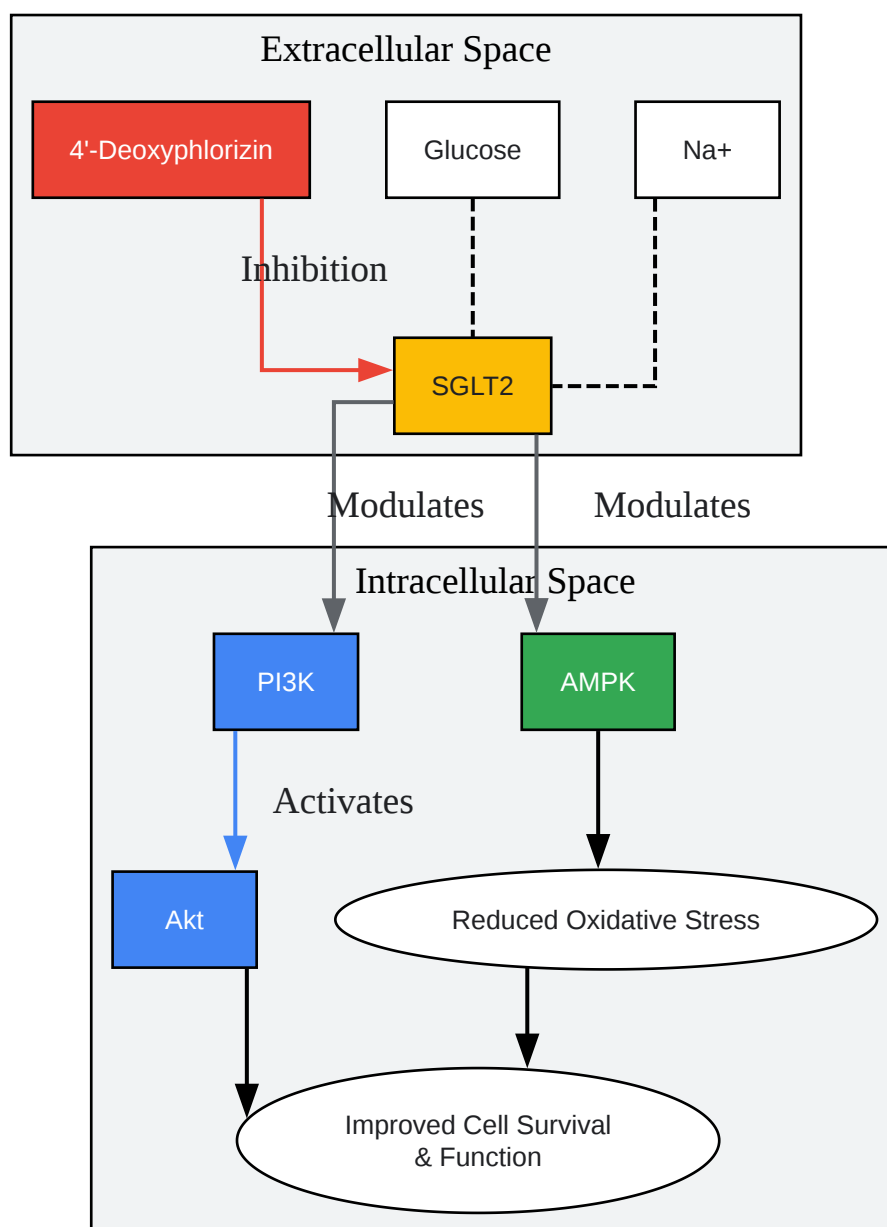 Extracellular Space
4'-Deoxyphlorizin
Glucose
Na+
Inhibition
SGLT2
Modulates
Modulates
Intracellular Space
PI3K
AMPK
Activates
Akt
Reduced Oxidative Stress
Improved Cell Survival
& Function